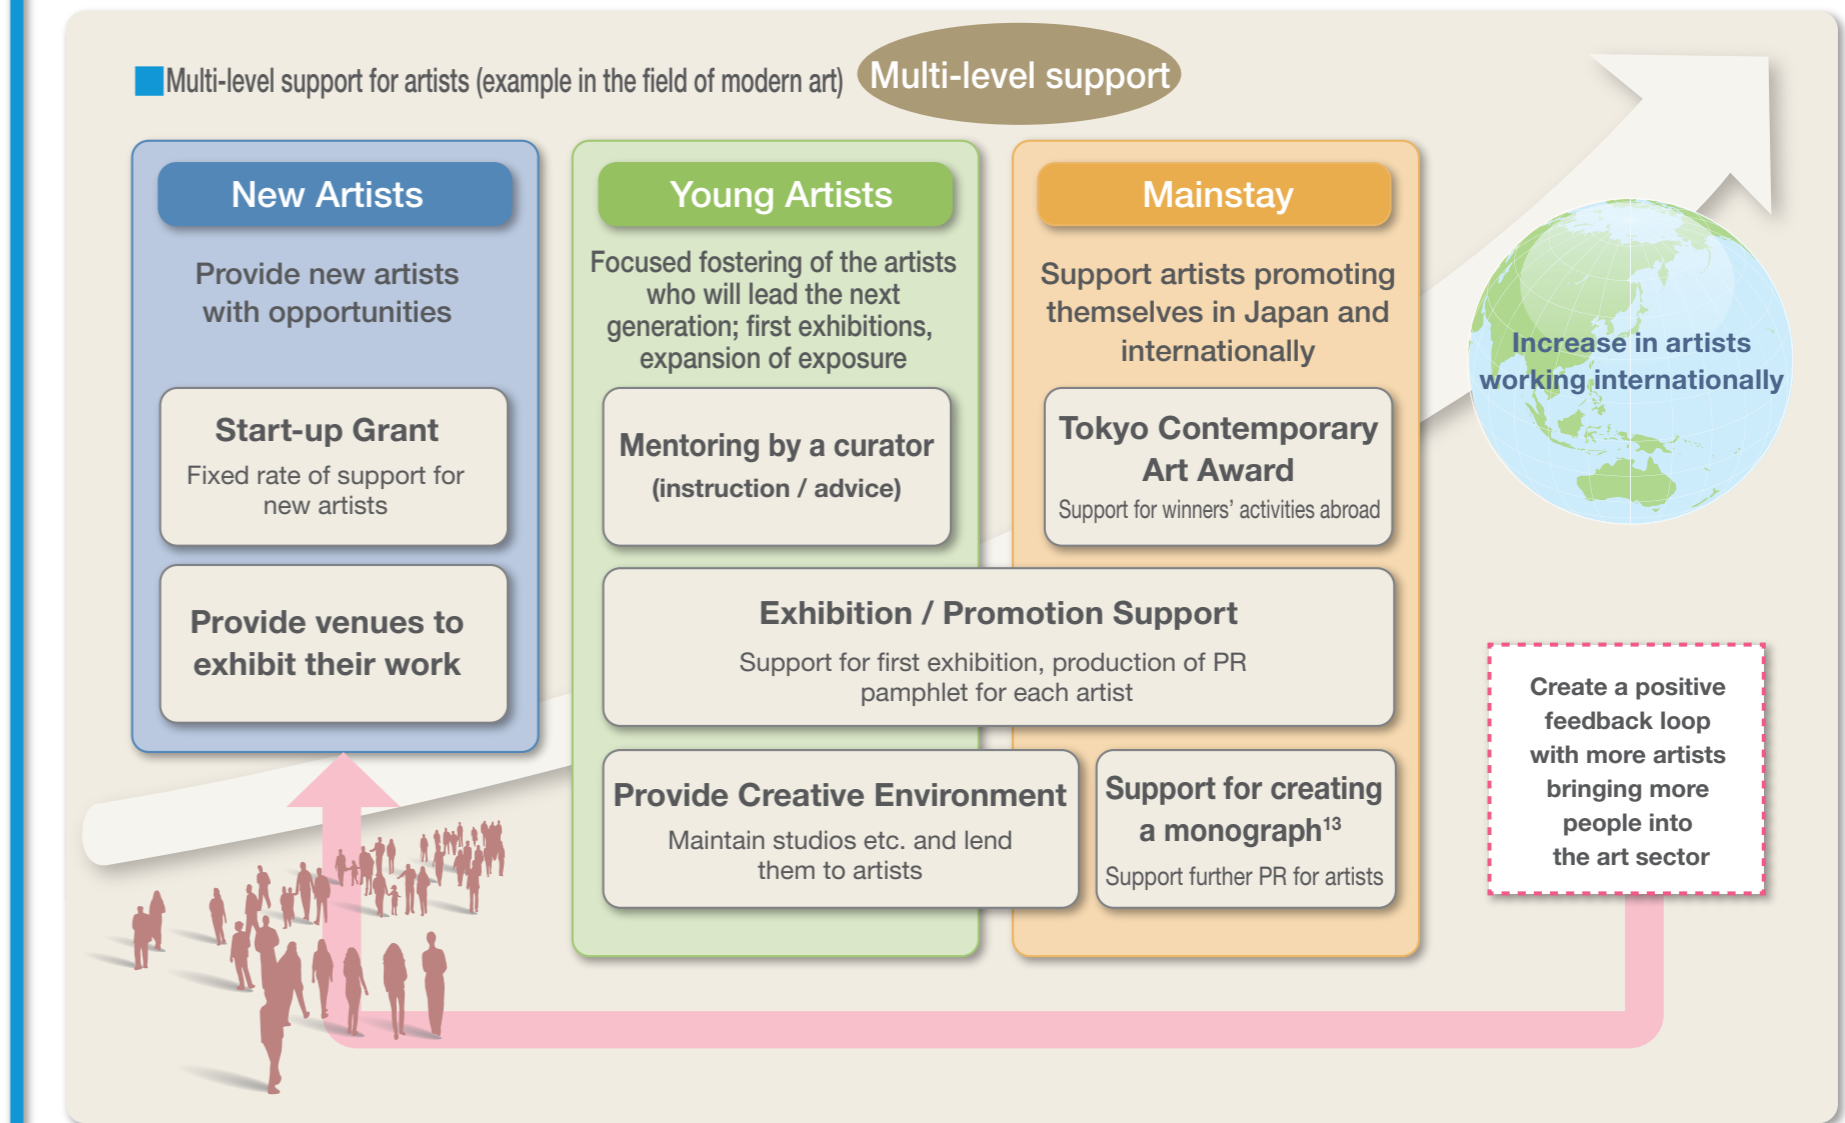 Multi-level support for artists (example in the field of modern art)
Multi-level support
New Artists
Provide new artists
with opportunities
Start-up Grant
Fixed rate of support for
new artists
Provide venues to
exhibit their work
Young Artists
Focused fostering of the artists
who will lead the next
generation; first exhibitions,
expansion of exposure
Mentoring by a curator
(instruction / advice)
Mainstay
Support artists promoting
themselves in Japan and
internationally
Tokyo Contemporary
Art Award
Support for winners’ activities abroad
Exhibition / Promotion Support
Support for first exhibition, production of PR
pamphlet for each artist
Provide Creative Environment
Maintain studios etc. and lend
them to artists
Support for creating
a monograph¹³
Support further PR for artists
Increase in artists
working internationally
Create a positive
feedback loop
with more artists
bringing more
people into
the art sector